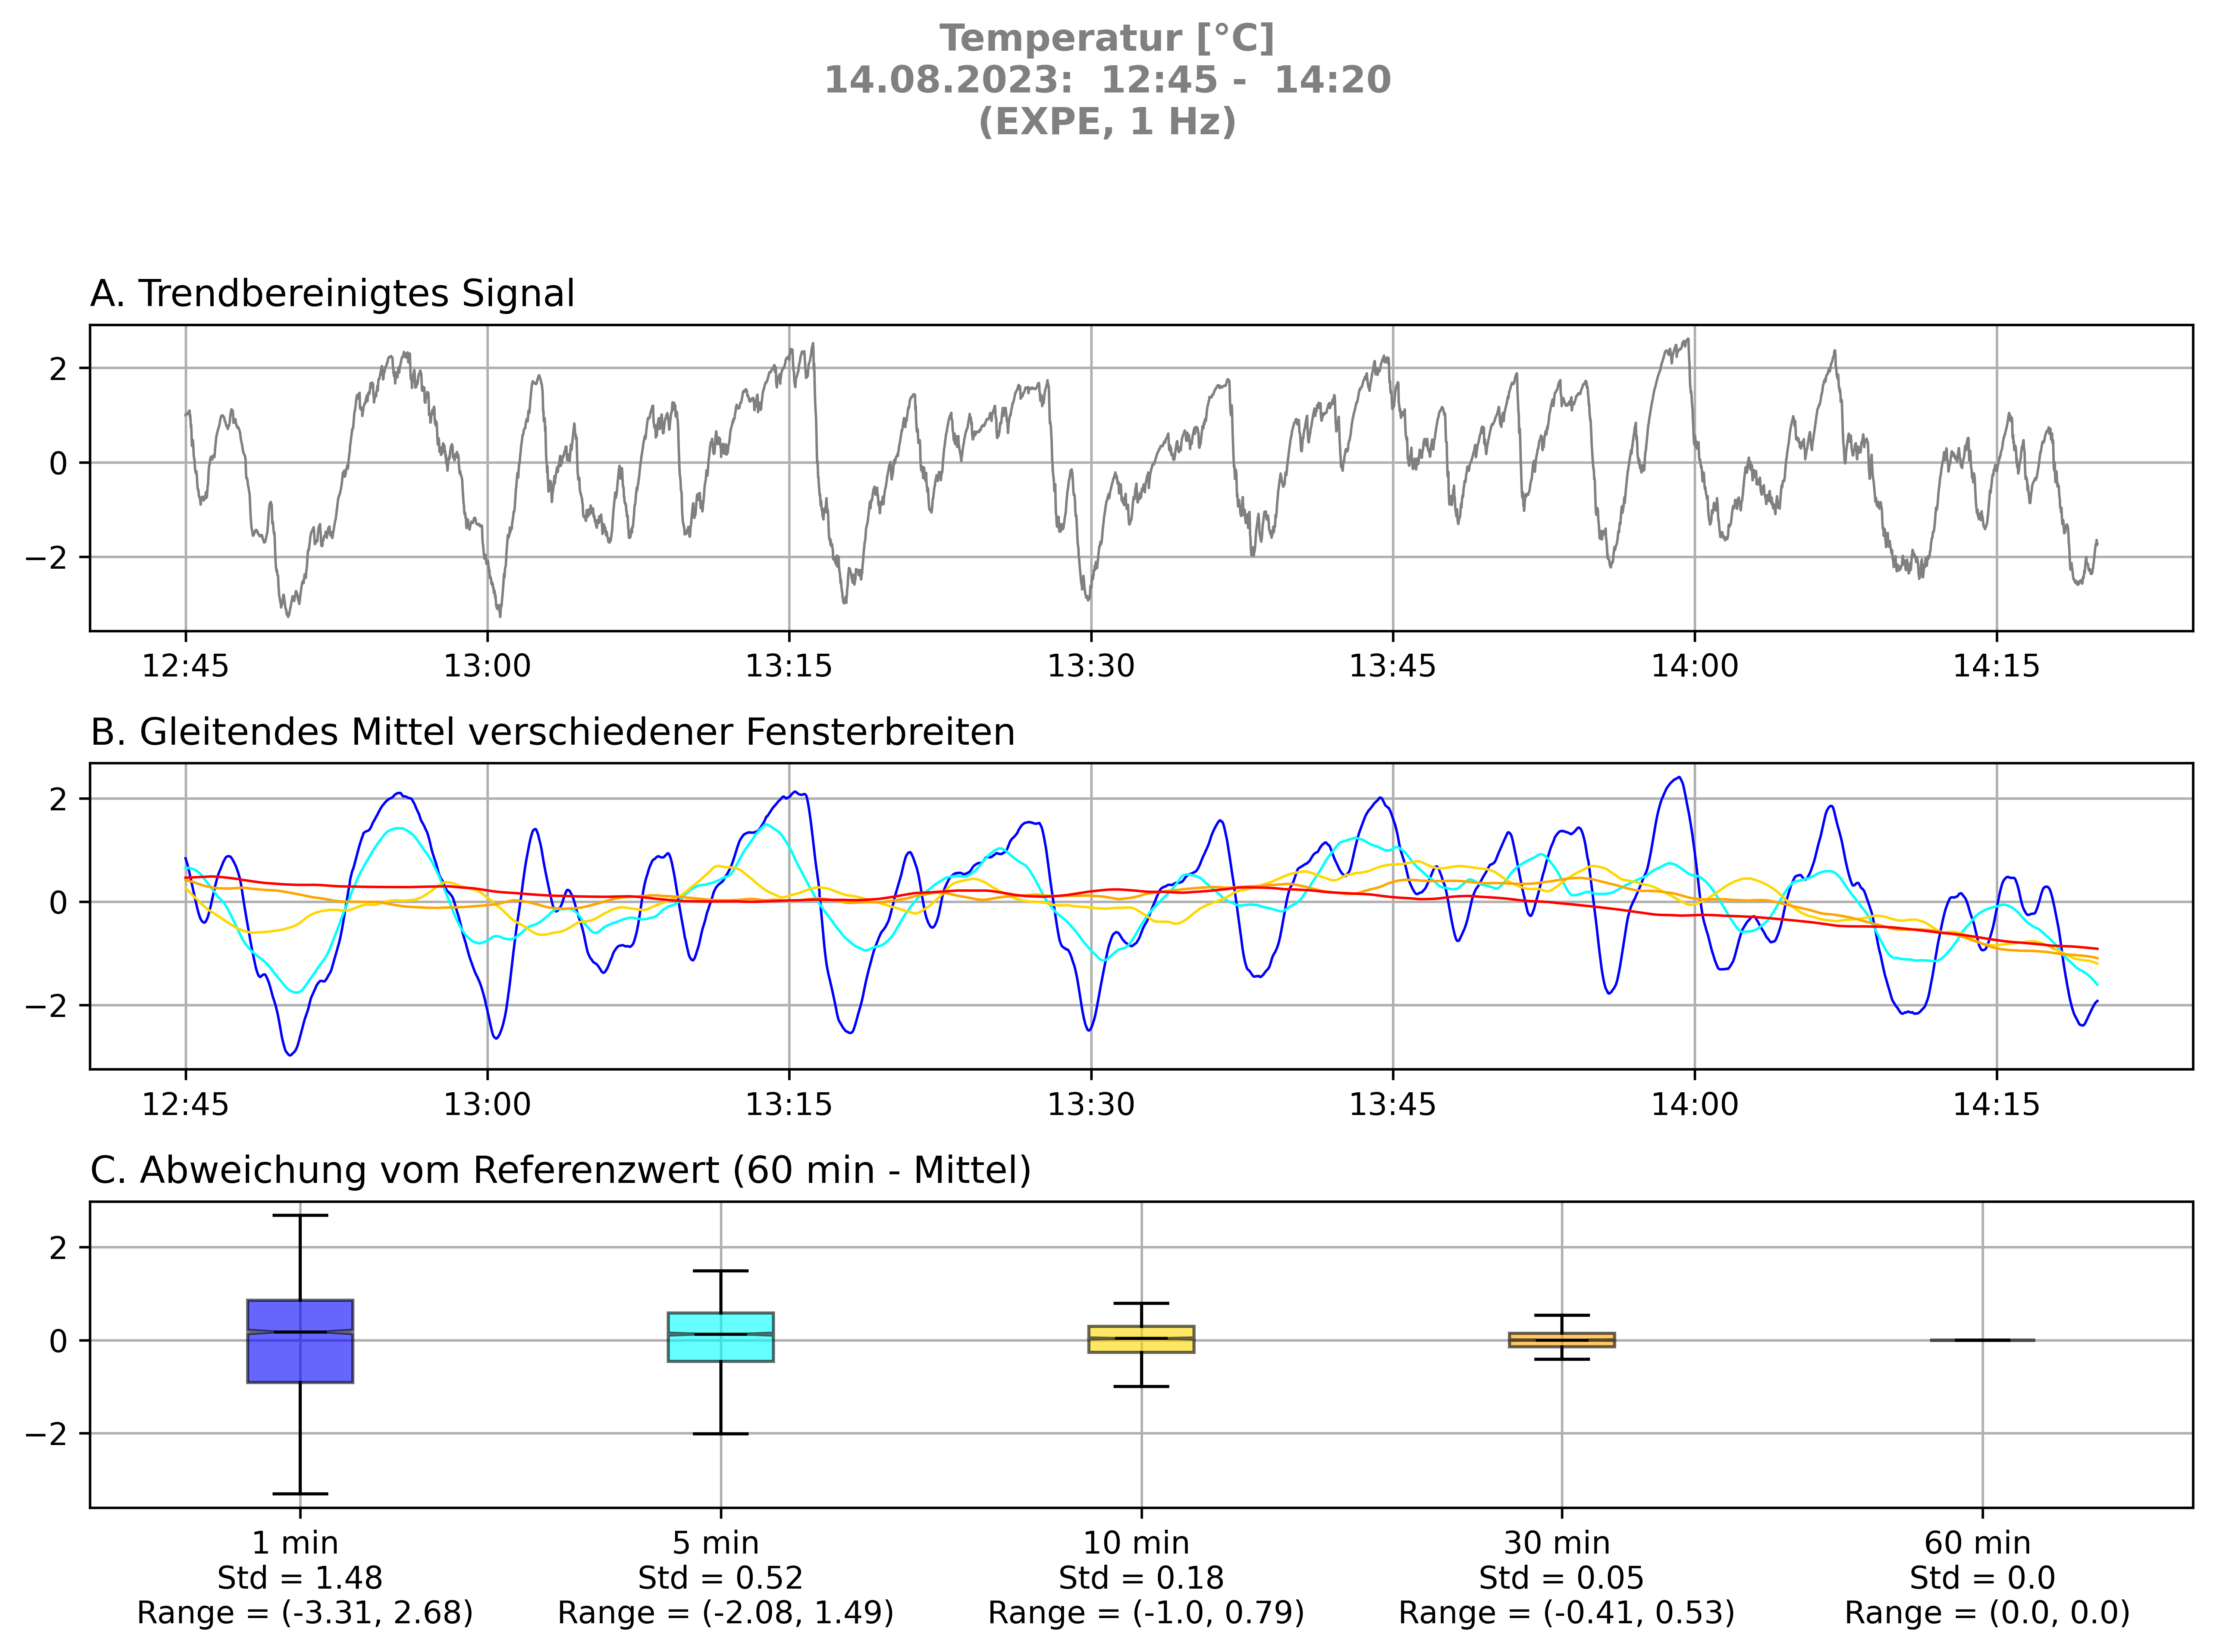 Temperatur [°C]
14.08.2023:  12:45 -  14:20
(EXPE, 1 Hz)
A. Trendbereinigtes Signal
2
0
−2
12:45 13:00 13:15 13:30 13:45 14:00 14:15
B. Gleitendes Mittel verschiedener Fensterbreiten
2
0
−2
12:45 13:00 13:15 13:30 13:45 14:00 14:15
C. Abweichung vom Referenzwert (60 min - Mittel)
2
0
−2
1 min 5 min 10 min 30 min 60 min
Std = 1.48 Std = 0.52 Std = 0.18 Std = 0.05 Std = 0.0
Range = (-3.31, 2.68) Range = (-2.08, 1.49) Range = (-1.0, 0.79) Range = (-0.41, 0.53) Range = (0.0, 0.0)